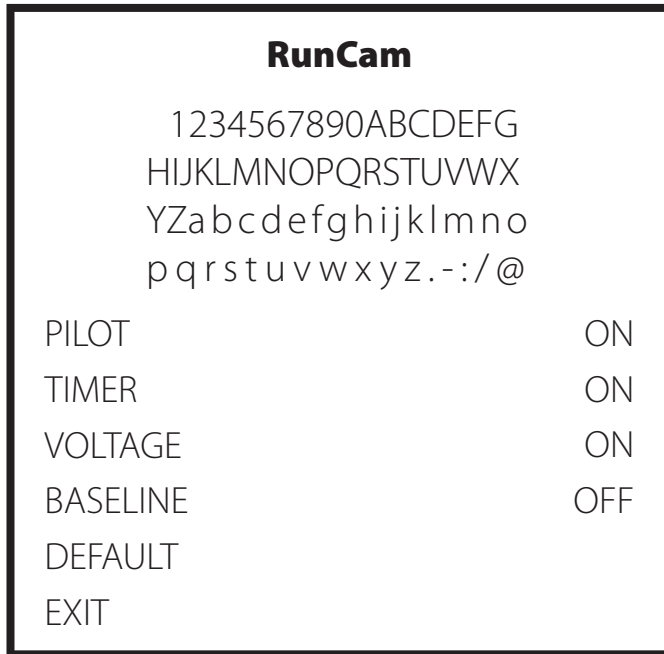 RunCam
1234567890ABCDEFG
HIJKLMNOPQRSTUVWX
YZabcdefghijklmno
pqrstuvwxyz.-:/@
PILOT ON
TIMER ON
VOLTAGE ON
BASELINE OFF
DEFAULT
EXIT